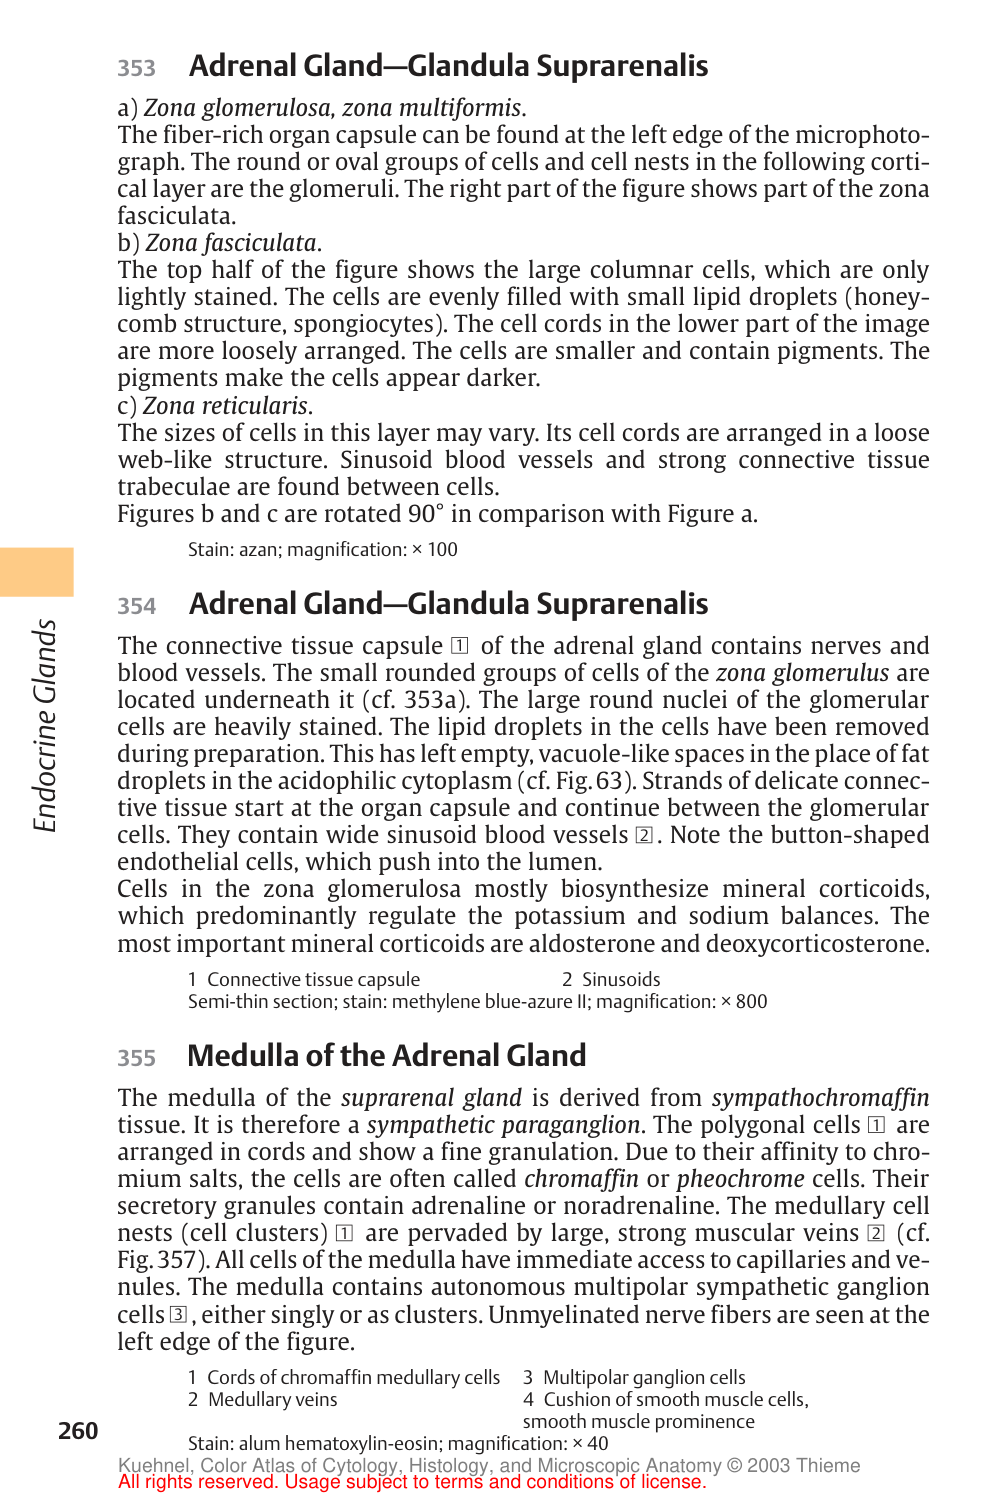 353 Adrenal Gland—Glandula Suprarenalis
a) Zona glomerulosa, zona multiformis.
The fiber-rich organ capsule can be found at the left edge of the microphoto-
graph. The round or oval groups of cells and cell nests in the following corti-
cal layer are the glomeruli. The right part of the figure shows part of the zona
fasciculata.
b) Zona fasciculata.
The top half of the figure shows the large columnar cells, which are only
lightly stained. The cells are evenly filled with small lipid droplets (honey-
comb structure, spongiocytes). The cell cords in the lower part of the image
are more loosely arranged. The cells are smaller and contain pigments. The
pigments make the cells appear darker.
c) Zona reticularis.
The sizes of cells in this layer may vary. Its cell cords are arranged in a loose
web-like structure. Sinusoid blood vessels and strong connective tissue
trabeculae are found between cells.
Figures b and c are rotated 90° in comparison with Figure a.
Stain: azan; magnification: × 100
354 Adrenal Gland—Glandula Suprarenalis
The connective tissue capsule 1 of the adrenal gland contains nerves and
blood vessels. The small rounded groups of cells of the zona glomerulus are
located underneath it (cf. 353a). The large round nuclei of the glomerular
cells are heavily stained. The lipid droplets in the cells have been removed
during preparation. This has left empty, vacuole-like spaces in the place of fat
droplets in the acidophilic cytoplasm (cf. Fig. 63). Strands of delicate connec-
tive tissue start at the organ capsule and continue between the glomerular
cells. They contain wide sinusoid blood vessels 2. Note the button-shaped
endothelial cells, which push into the lumen.
Cells in the zona glomerulosa mostly biosynthesize mineral corticoids,
which predominantly regulate the potassium and sodium balances. The
most important mineral corticoids are aldosterone and deoxycorticosterone.
1 Connective tissue capsule 2 Sinusoids
Semi-thin section; stain: methylene blue-azure II; magnification: × 800
355 Medulla of the Adrenal Gland
The medulla of the suprarenal gland is derived from sympathochromaffin
tissue. It is therefore a sympathetic paraganglion. The polygonal cells 1 are
arranged in cords and show a fine granulation. Due to their affinity to chro-
mium salts, the cells are often called chromaffin or pheochrome cells. Their
secretory granules contain adrenaline or noradrenaline. The medullary cell
nests (cell clusters) 1 are pervaded by large, strong muscular veins 2 (cf.
Fig. 357). All cells of the medulla have immediate access to capillaries and ve-
nules. The medulla contains autonomous multipolar sympathetic ganglion
cells 3, either singly or as clusters. Unmyelinated nerve fibers are seen at the
left edge of the figure.
1 Cords of chromaffin medullary cells 3 Multipolar ganglion cells
2 Medullary veins 4 Cushion of smooth muscle cells,
smooth muscle prominence
Stain: alum hematoxylin-eosin; magnification: × 40
Endocrine Glands
260
Kuehnel, Color Atlas of Cytology, Histology, and Microscopic Anatomy © 2003 Thieme
All rights reserved. Usage subject to terms and conditions of license.